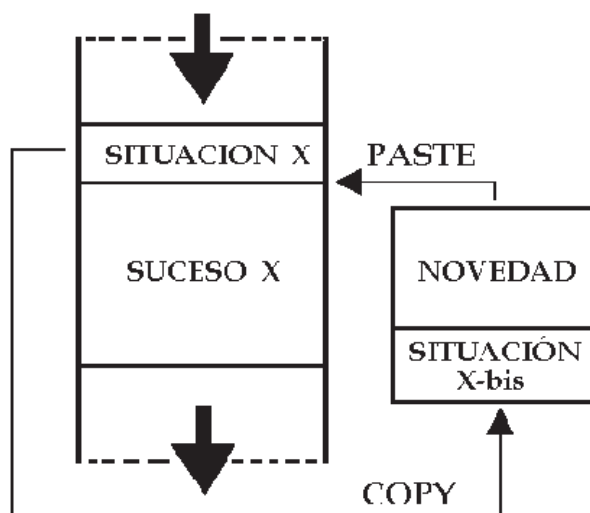 SITUACION X
PASTE
SUCESO X
NOVEDAD
SITUACIÓN
X-bis
COPY